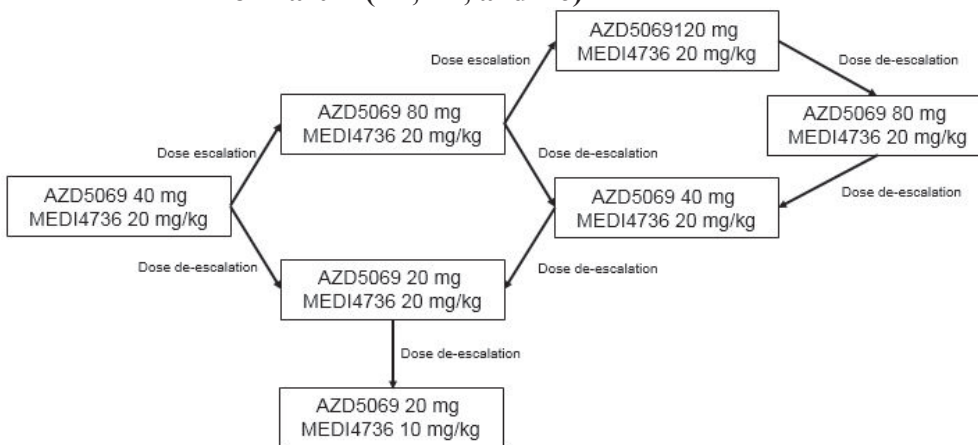 AZD5069120 mg
MEDI4736 20 mg/kg
Dose escalation
Dose de-escalation
AZD5069 80 mg
MEDI4736 20 mg/kg
AZD5069 80 mg
MEDI4736 20 mg/kg
Dose escalation
Dose de-escalation
AZD5069 40 mg
MEDI4736 20 mg/kg
AZD5069 40 mg
MEDI4736 20 mg/kg
Dose de-escalation
Dose de-escalation
Dose de-escalation
AZD5069 20 mg
MEDI4736 20 mg/kg
Dose de-escalation
AZD5069 20 mg
MEDI4736 10 mg/kg